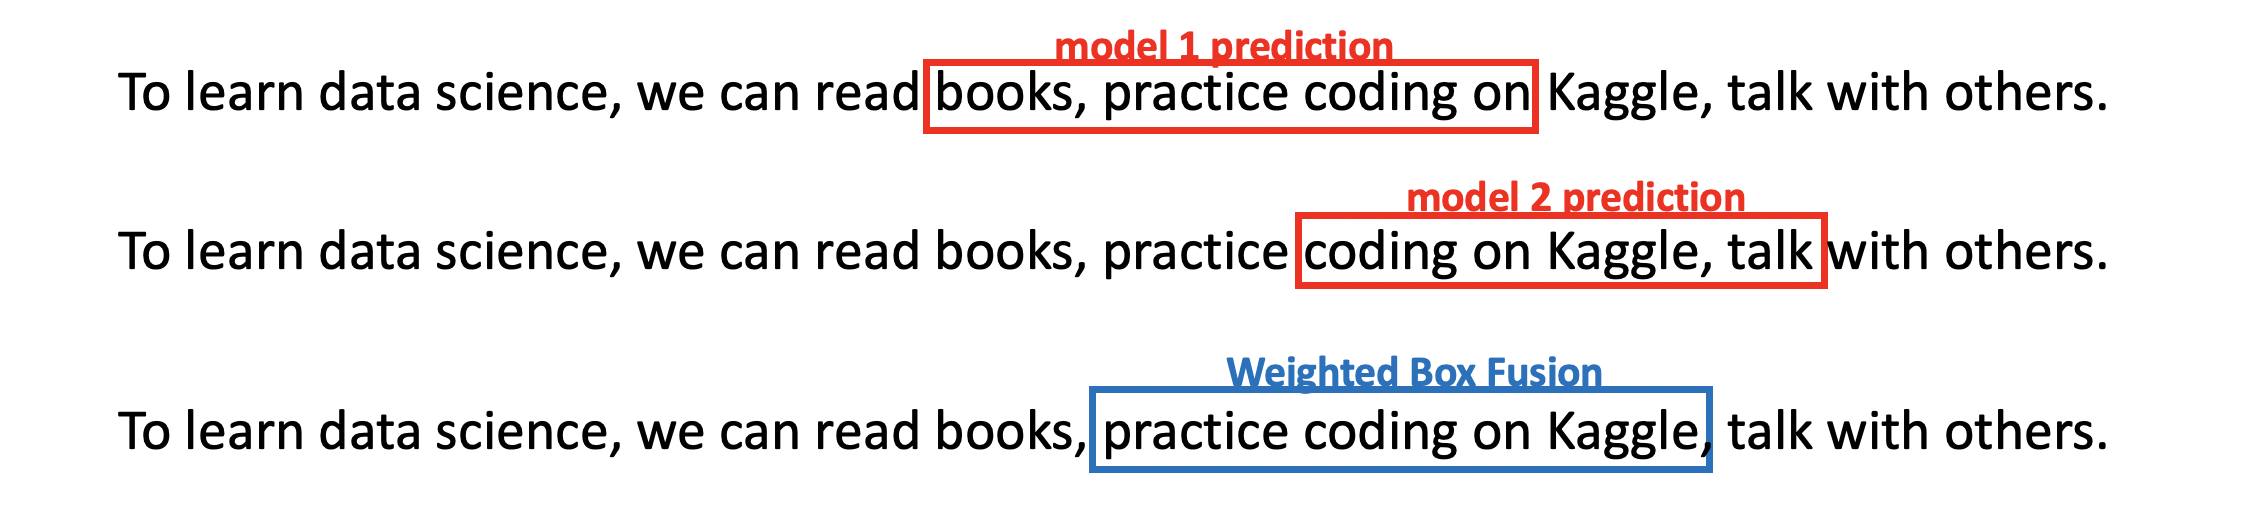 model 1 prediction
To learn data science, we can read books, practice coding on Kaggle, talk with others.
model 2 prediction
To learn data science, we can read books, practice coding on Kaggle, talk with others.
Weighted Box Fusion
To learn data science, we can read books, practice coding on Kaggle, talk with others.